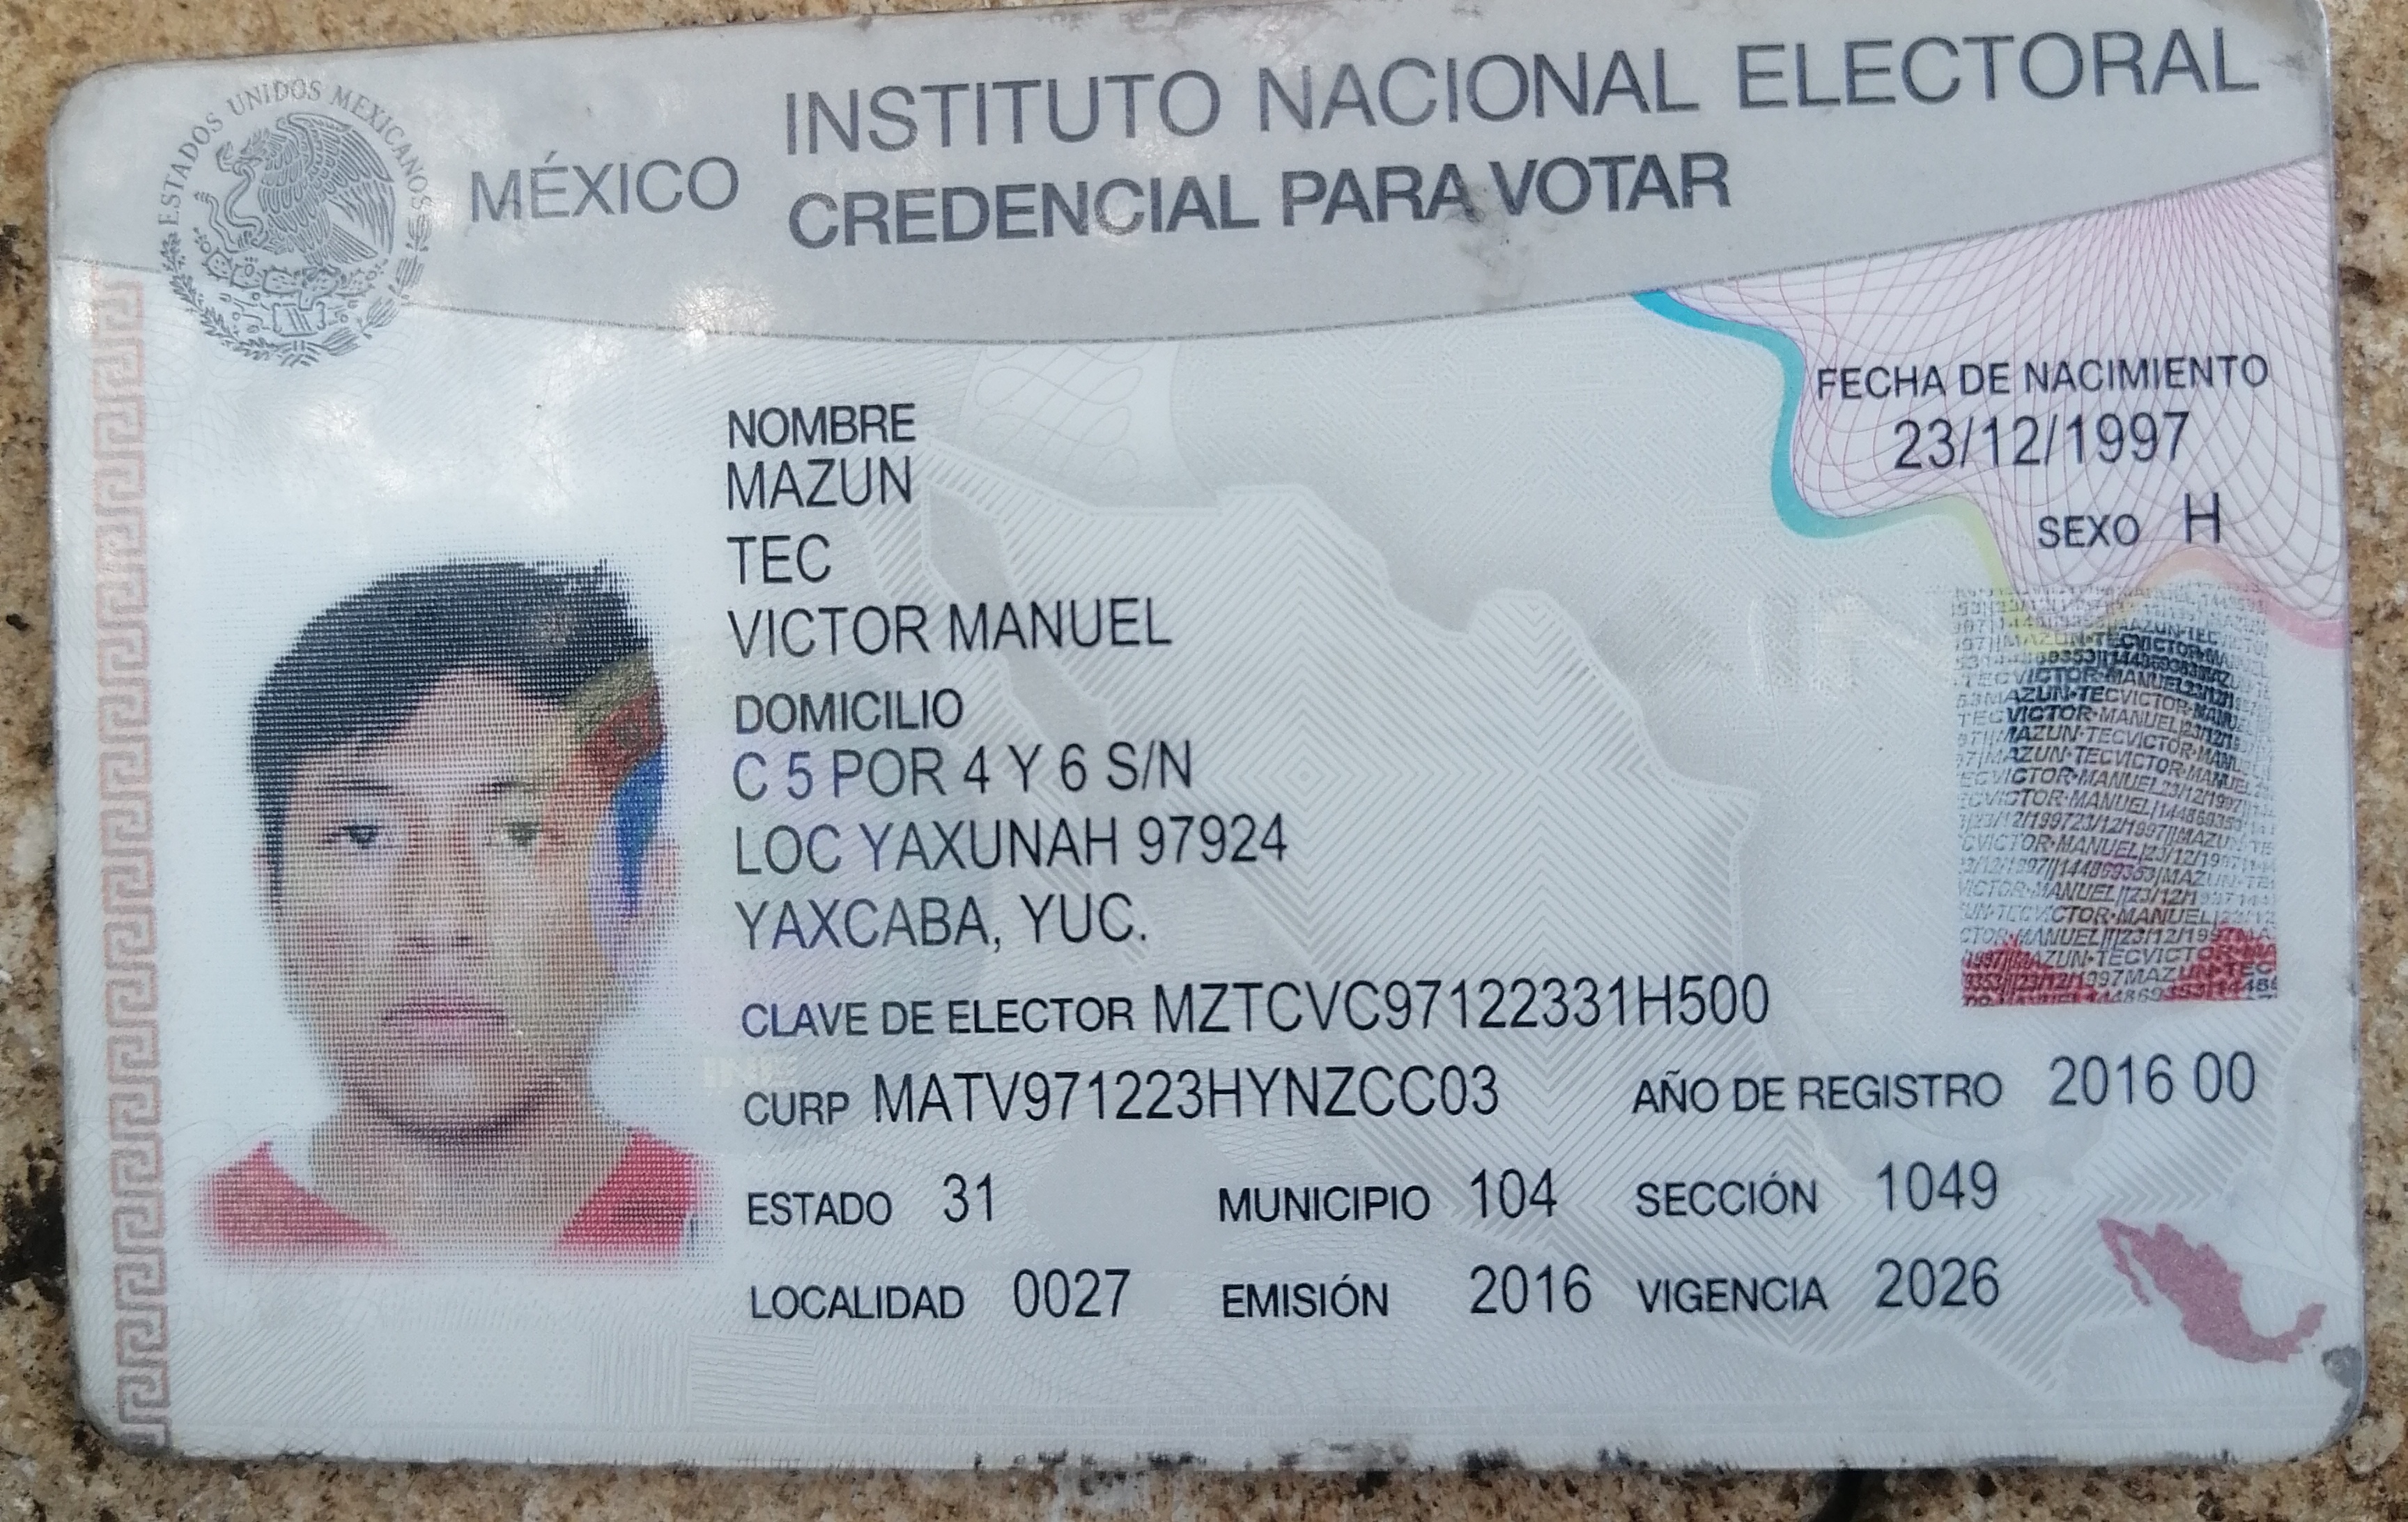 ESTADOS UNIDOS MEXICANOS
MÉXICO
INSTITUTO NACIONAL ELECTORAL
CREDENCIAL PARA VOTAR
FECHA DE NACIMIENTO
23/12/1997
SEXO H
NOMBRE
MAZUN
TEC
VICTOR MANUEL
DOMICILIO
C 5 POR 4 Y 6 S/N
LOC YAXUNAH 97924
YAXCABA, YUC.
CLAVE DE ELECTOR MZTCVC97122331H500
CURP MATV971223HYNZCC03 AÑO DE REGISTRO 2016 00
ESTADO 31 MUNICIPIO 104 SECCIÓN 1049
LOCALIDAD 0027 EMISIÓN 2016 VIGENCIA 2026